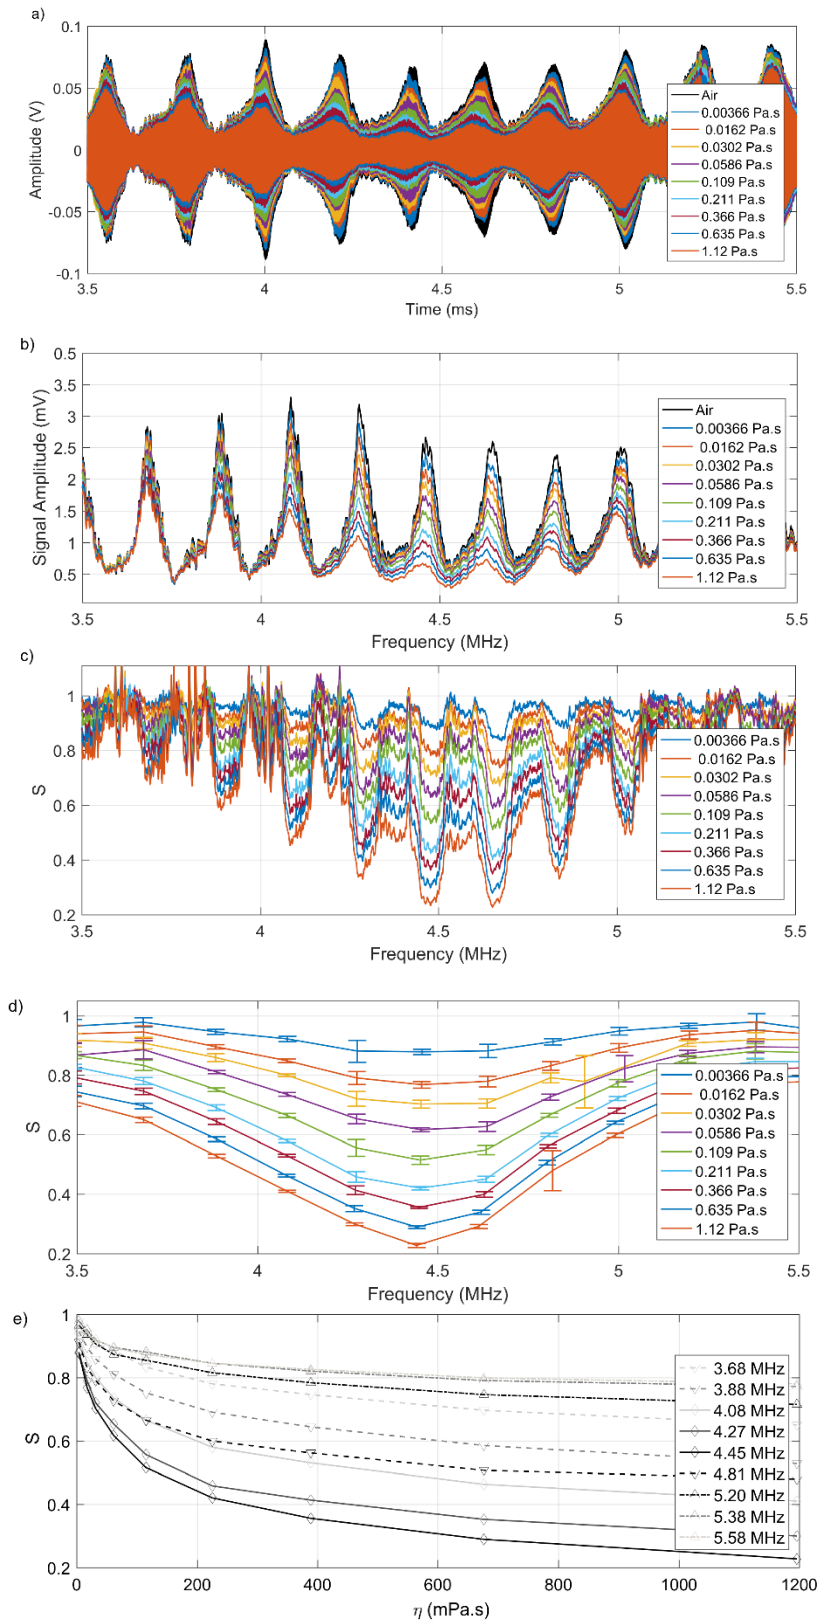 a)
0.1
0.05
0
-0.05
-0.1
Amplitude (V)
Air
0.00366 Pa.s
0.0162 Pa.s
0.0302 Pa.s
0.0586 Pa.s
0.109 Pa.s
0.211 Pa.s
0.366 Pa.s
0.635 Pa.s
1.12 Pa.s
3.5 4 4.5 5 5.5
Time (ms)
b)
0.5
3.5
3
2.5
2
1.5
1
0.5
Signal Amplitude (mV)
Air
0.00366 Pa.s
0.0162 Pa.s
0.0302 Pa.s
0.0586 Pa.s
0.109 Pa.s
0.211 Pa.s
0.366 Pa.s
0.635 Pa.s
1.12 Pa.s
3.5 4 4.5 5 5.5
Frequency (MHz)
c)
1
0.8
0.6
0.4
0.2
S
0.00366 Pa.s
0.0162 Pa.s
0.0302 Pa.s
0.0586 Pa.s
0.109 Pa.s
0.211 Pa.s
0.366 Pa.s
0.635 Pa.s
1.12 Pa.s
3.5 4 4.5 5 5.5
Frequency (MHz)
d)
1
0.8
0.6
0.4
0.2
S
0.00366 Pa.s
0.0162 Pa.s
0.0302 Pa.s
0.0586 Pa.s
0.109 Pa.s
0.211 Pa.s
0.366 Pa.s
0.635 Pa.s
1.12 Pa.s
3.5 4 4.5 5 5.5
Frequency (MHz)
e)
1
0.8
0.6
0.4
0.2
S
3.68 MHz
3.88 MHz
4.08 MHz
4.27 MHz
4.45 MHz
4.81 MHz
5.20 MHz
5.38 MHz
5.58 MHz
0 200 400 600 800 1000 1200
η (mPa.s)